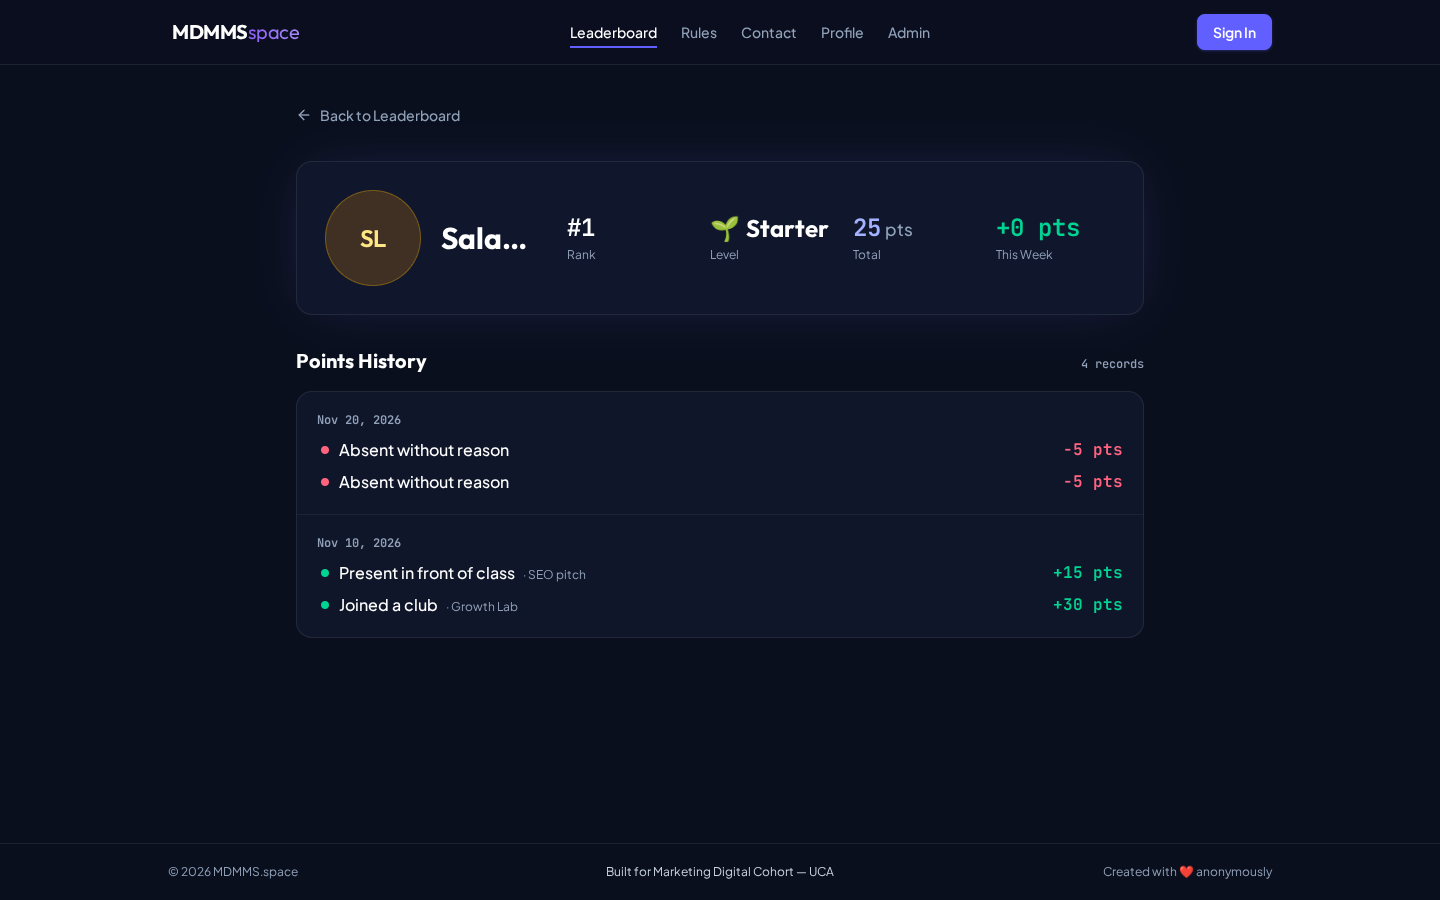 MDMMSspace
Leaderboard Rules Contact Profile Admin
Sign In
Back to Leaderboard
SL
Sala...
#1
Rank
Starter
Level
25 pts
Total
+0 pts
This Week
Points History
4 records
Nov 20, 2026
Absent without reason -5 pts
Absent without reason -5 pts
Nov 10, 2026
Present in front of class · SEO pitch +15 pts
Joined a club · Growth Lab +30 pts
© 2026 MDMMS.space
Built for Marketing Digital Cohort — UCA
Created with ❤️ anonymously